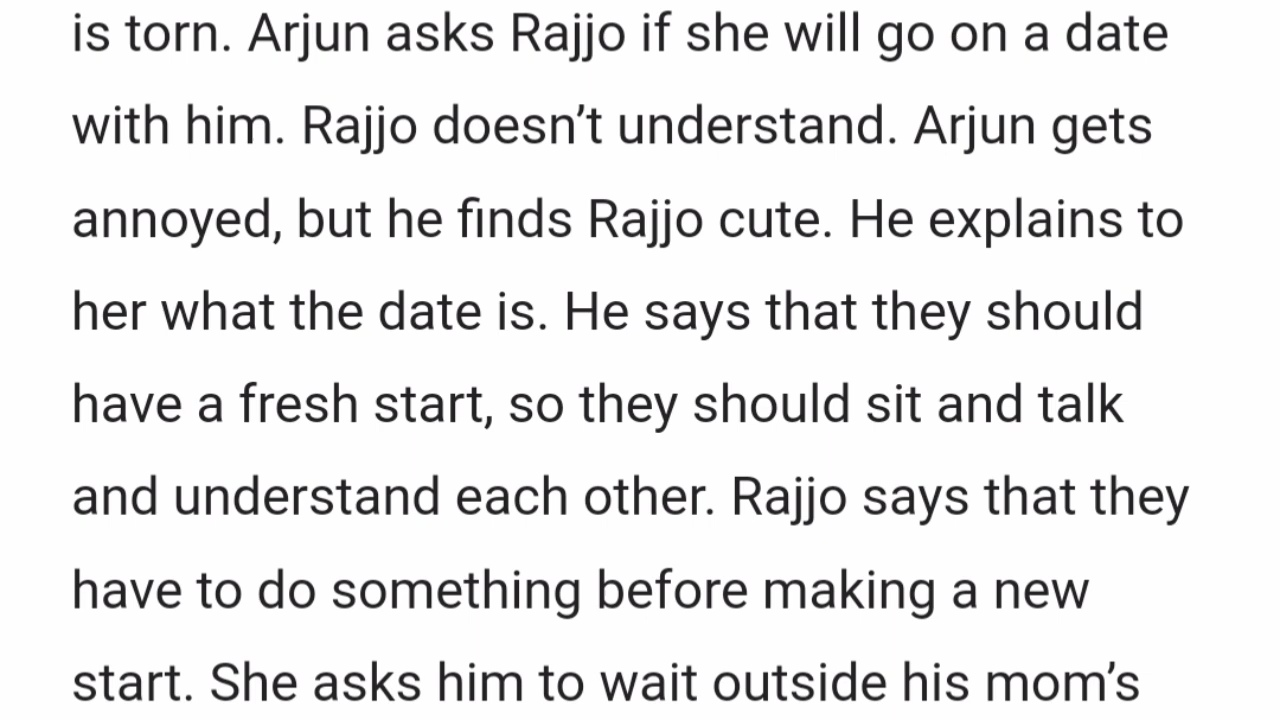 is torn. Arjun asks Rajjo if she will go on a date
with him. Rajjo doesn’t understand. Arjun gets
annoyed, but he finds Rajjo cute. He explains to
her what the date is. He says that they should
have a fresh start, so they should sit and talk
and understand each other. Rajjo says that they
have to do something before making a new
start. She asks him to wait outside his mom’s